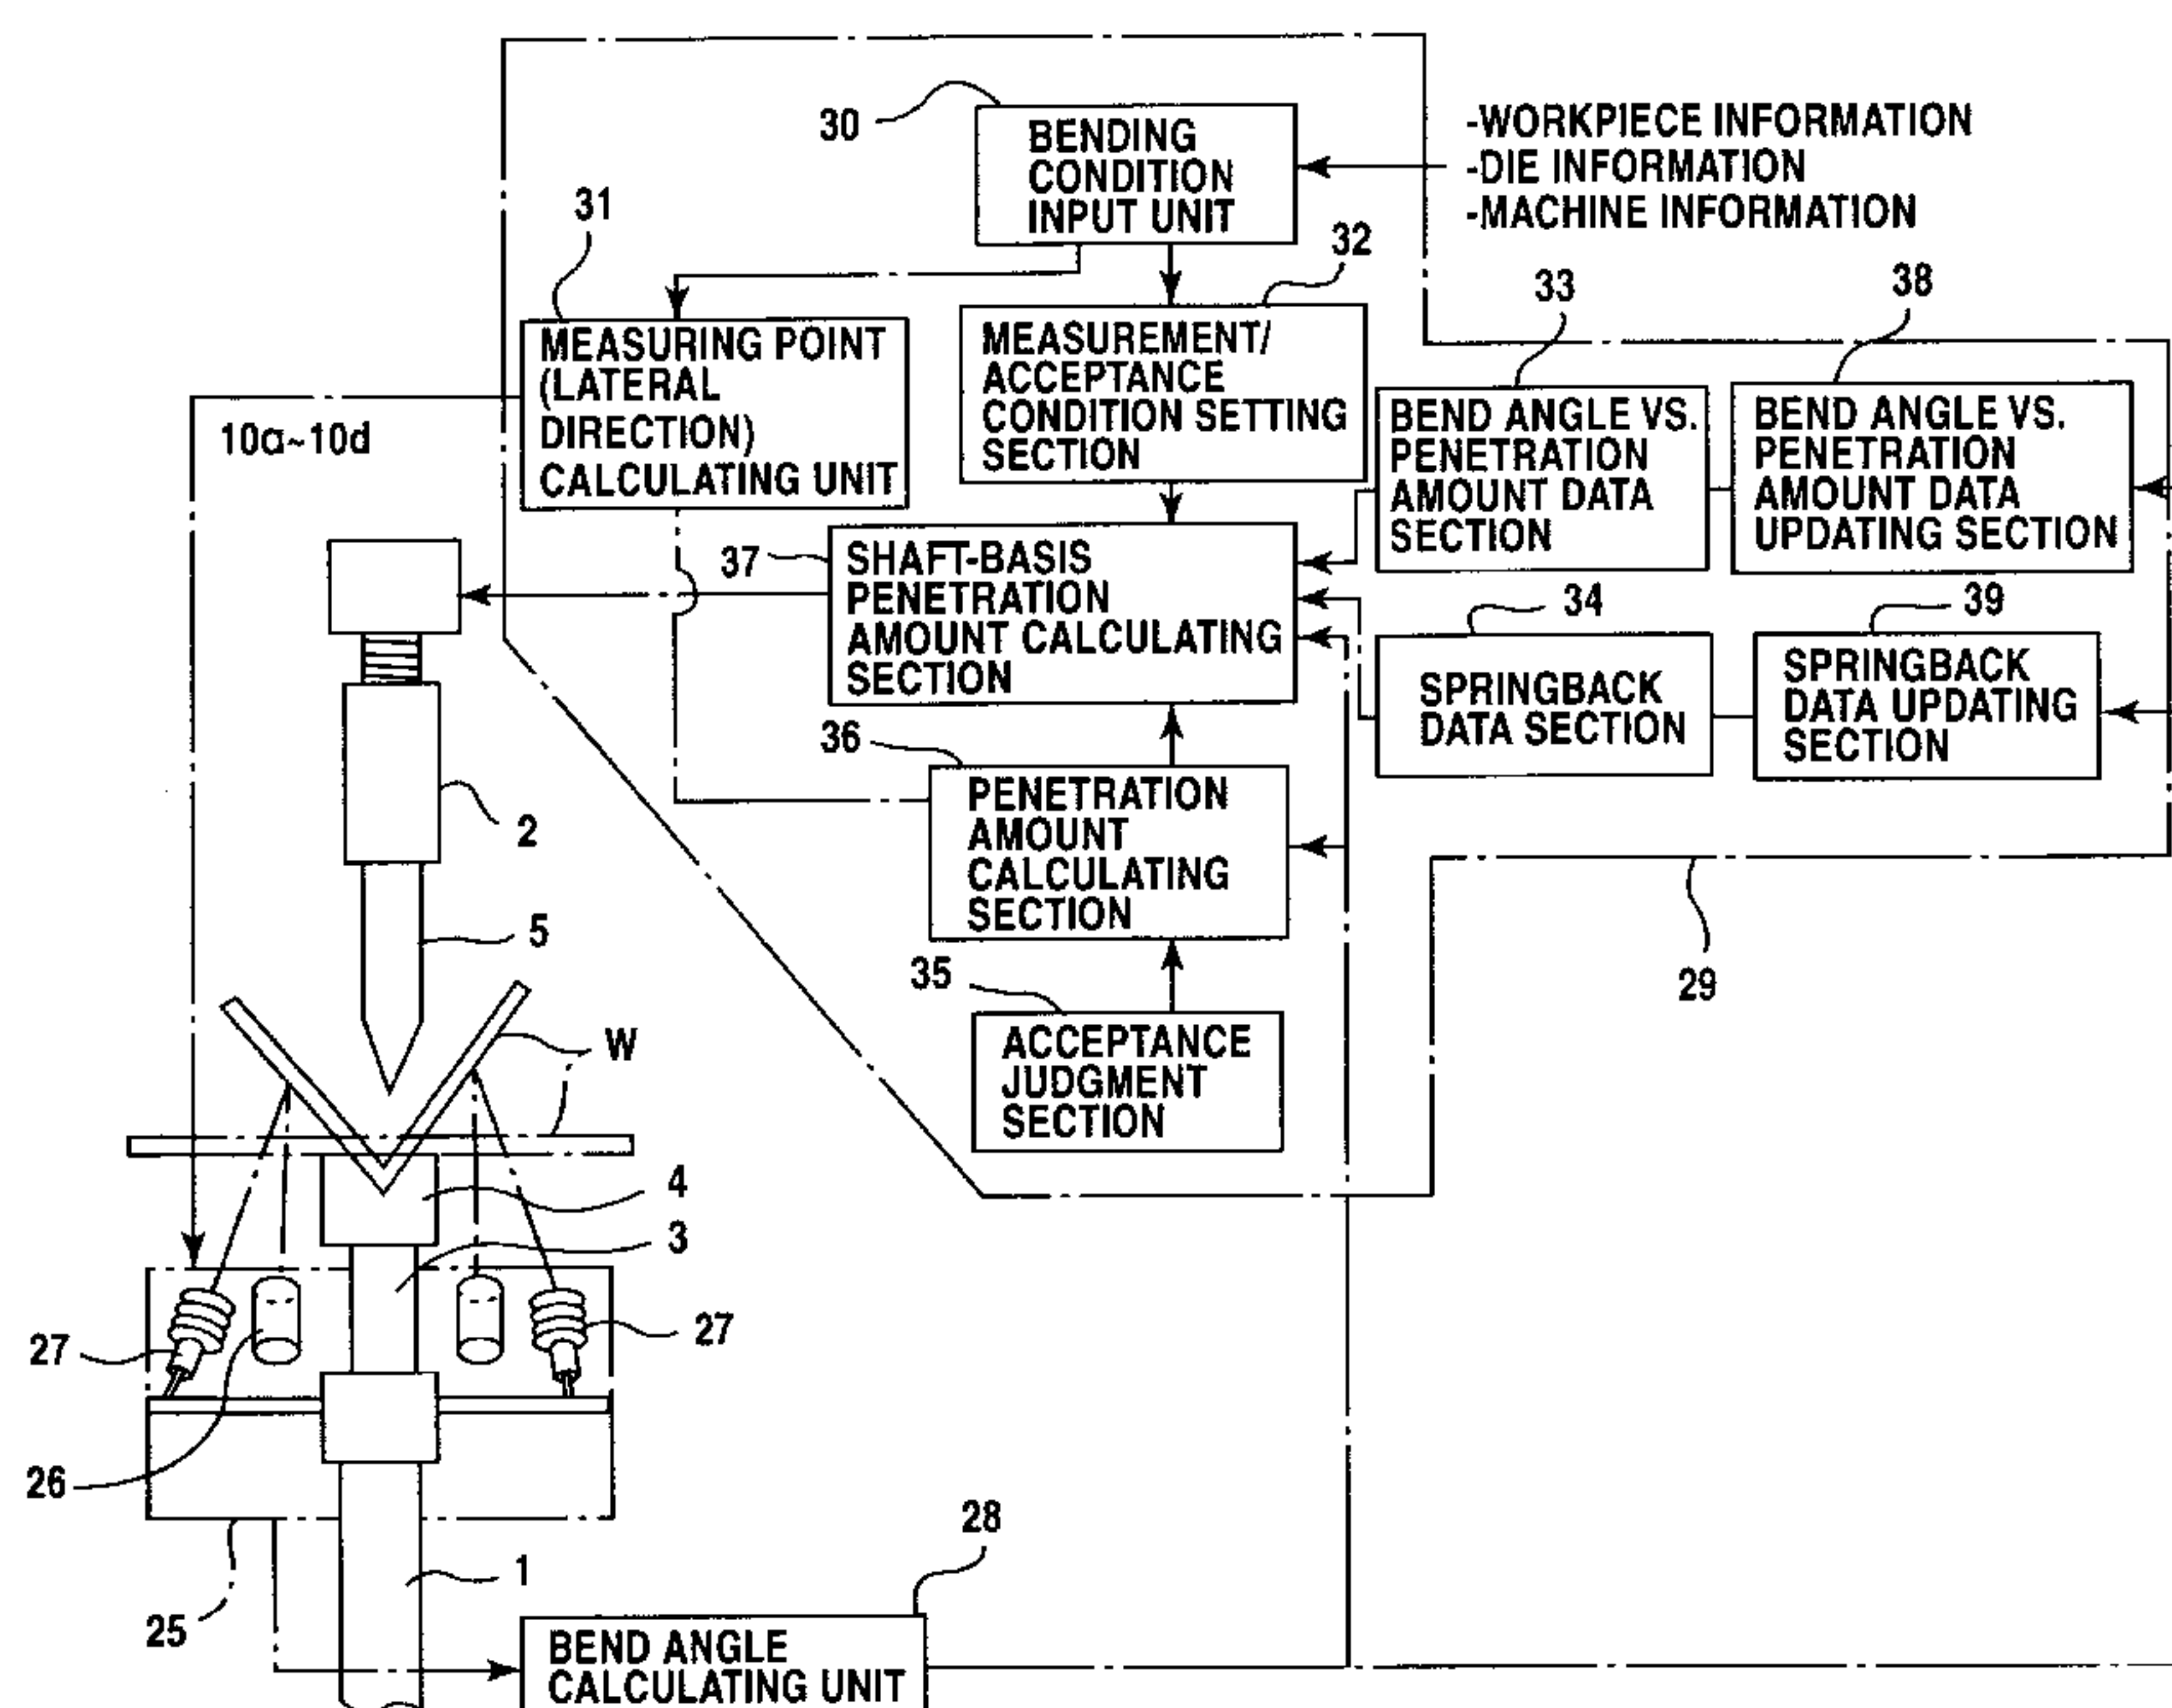 30
BENDING
CONDITION
INPUT UNIT
-WORKPIECE INFORMATION
-DIE INFORMATION
-MACHINE INFORMATION
31
32
33
38
MEASURING POINT
(LATERAL
DIRECTION)
CALCULATING UNIT
MEASUREMENT/
ACCEPTANCE
CONDITION SETTING
SECTION
BEND ANGLE VS.
PENETRATION
AMOUNT DATA
SECTION
BEND ANGLE VS.
PENETRATION
AMOUNT DATA
UPDATING SECTION
10a~10d
37
SHAFT-BASIS
PENETRATION
AMOUNT CALCULATING
SECTION
34
39
SPRINGBACK
DATA SECTION
SPRINGBACK
DATA UPDATING
SECTION
36
PENETRATION
AMOUNT
CALCULATING
SECTION
2
5
29
35
ACCEPTANCE
JUDGMENT
SECTION
W
4
3
27
27
26
28
1
25
BEND ANGLE
CALCULATING UNIT